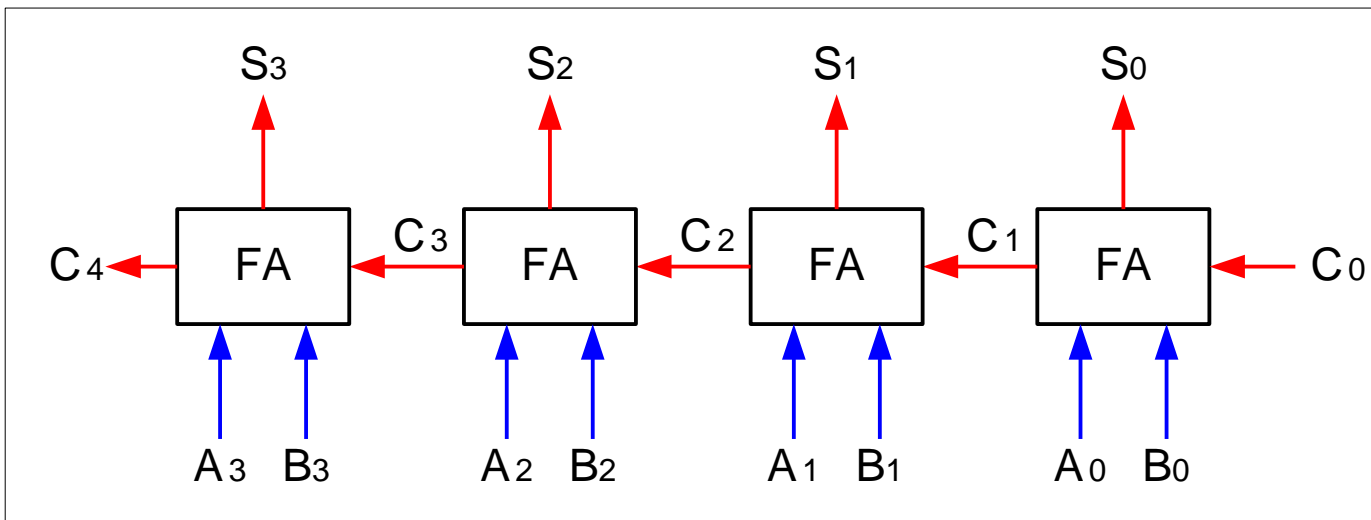 S3 S2 S1 S0
C4 FA C3 FA C2 FA C1 FA C0
A3 B3 A2 B2 A1 B1 A0 B0